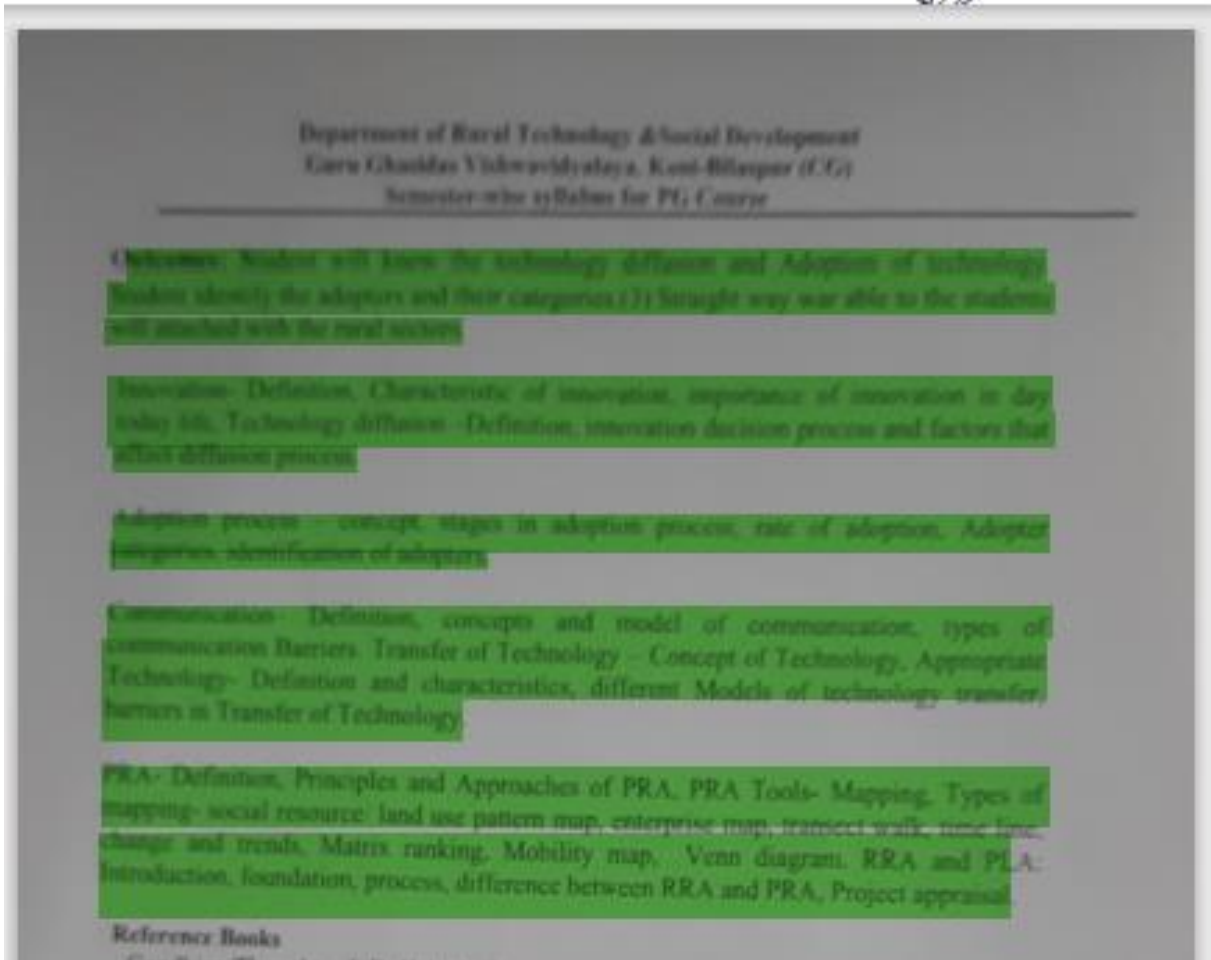 Department of Rural Technology &Social Development
Guru Ghasidas Vishwavidyalaya, Koni-Bilaspur (CG)
Semester-wise syllabus for PG Course
Outcomes: Student will knew the technology diffusion and Adoption of technology
Student identify the adopters and their categories.(3) Straight way war able to the students
will attached with the rural sectors.
Innovation- Definition, Characteristic of innovation, importance of innovation in day
today life, Technology diffusion -Definition, innovation decision process and factors that
affect diffusion process.
Adoption process - concept, stages in adoption process, rate of adoption, Adopter
categories, identification of adopters.
Communication- Definition, concepts and model of communication, types of
communication Barriers. Transfer of Technology - Concept of Technology, Appropriate
Technology- Definition and characteristics, different Models of technology transfer,
barriers in Transfer of Technology.
PRA- Definition, Principles and Approaches of PRA, PRA Tools- Mapping, Types of
mapping- social resource, land use pattern map, enterprise map, transect walk, time line,
change and trends, Matrix ranking, Mobility map, Venn diagram. RRA and PLA:
Introduction, foundation, process, difference between RRA and PRA, Project appraisal.
Reference Books